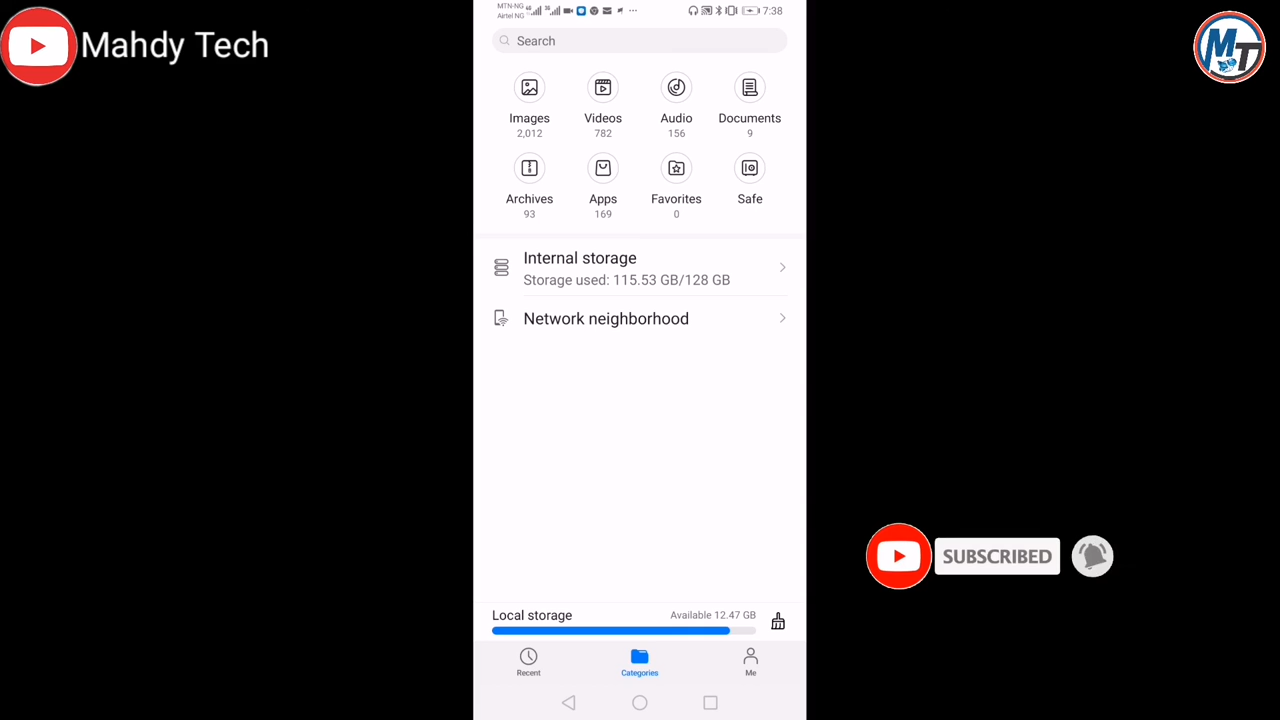 Mahdy Tech
MT
MTN-NG
Airtel NG
7:38
Search
Images
2,012
Videos
782
Audio
156
Documents
9
Archives
93
Apps
169
Favorites
0
Safe
Internal storage
Storage used: 115.53 GB/128 GB
Network neighborhood
SUBSCRIBED
Local storage
Available 12.47 GB
Recent
Categories
Me